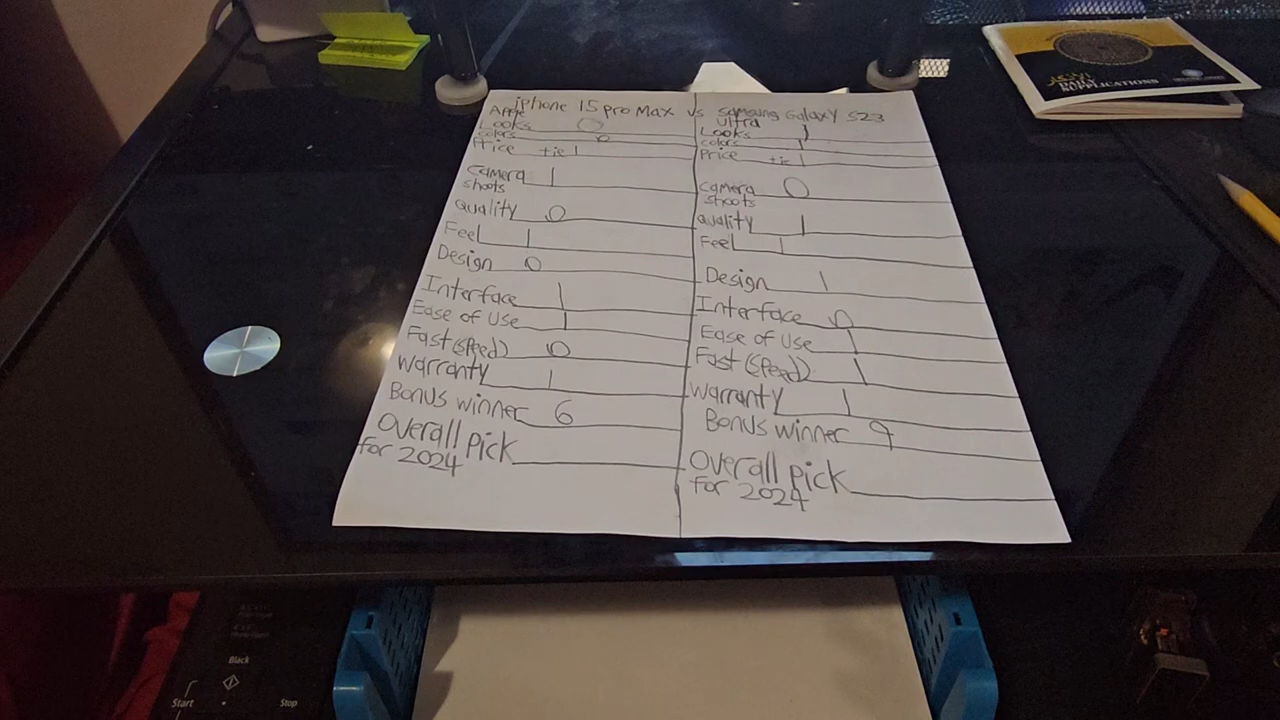 iphone 15 pro Max vs Samsung Galaxy S23
Apple
Looks 0
colors 0
Price tie 1
Camera 1
shoots
Quality 0
Feel 1
Design 0
Interface 1
Ease of Use 1
Fast (Speed) 0
Warranty 1
Bonus winner 6
Overall Pick
for 2024
Ultra
Looks 1
colors 1
Price tie 1
Camera 0
shoots
Quality 1
Feel 1
Design 1
Interface 0
Ease of Use 1
Fast (Speed) 1
Warranty 1
Bonus winner 9
Overall Pick
for 2024
DAILY
Black
Start
Stop